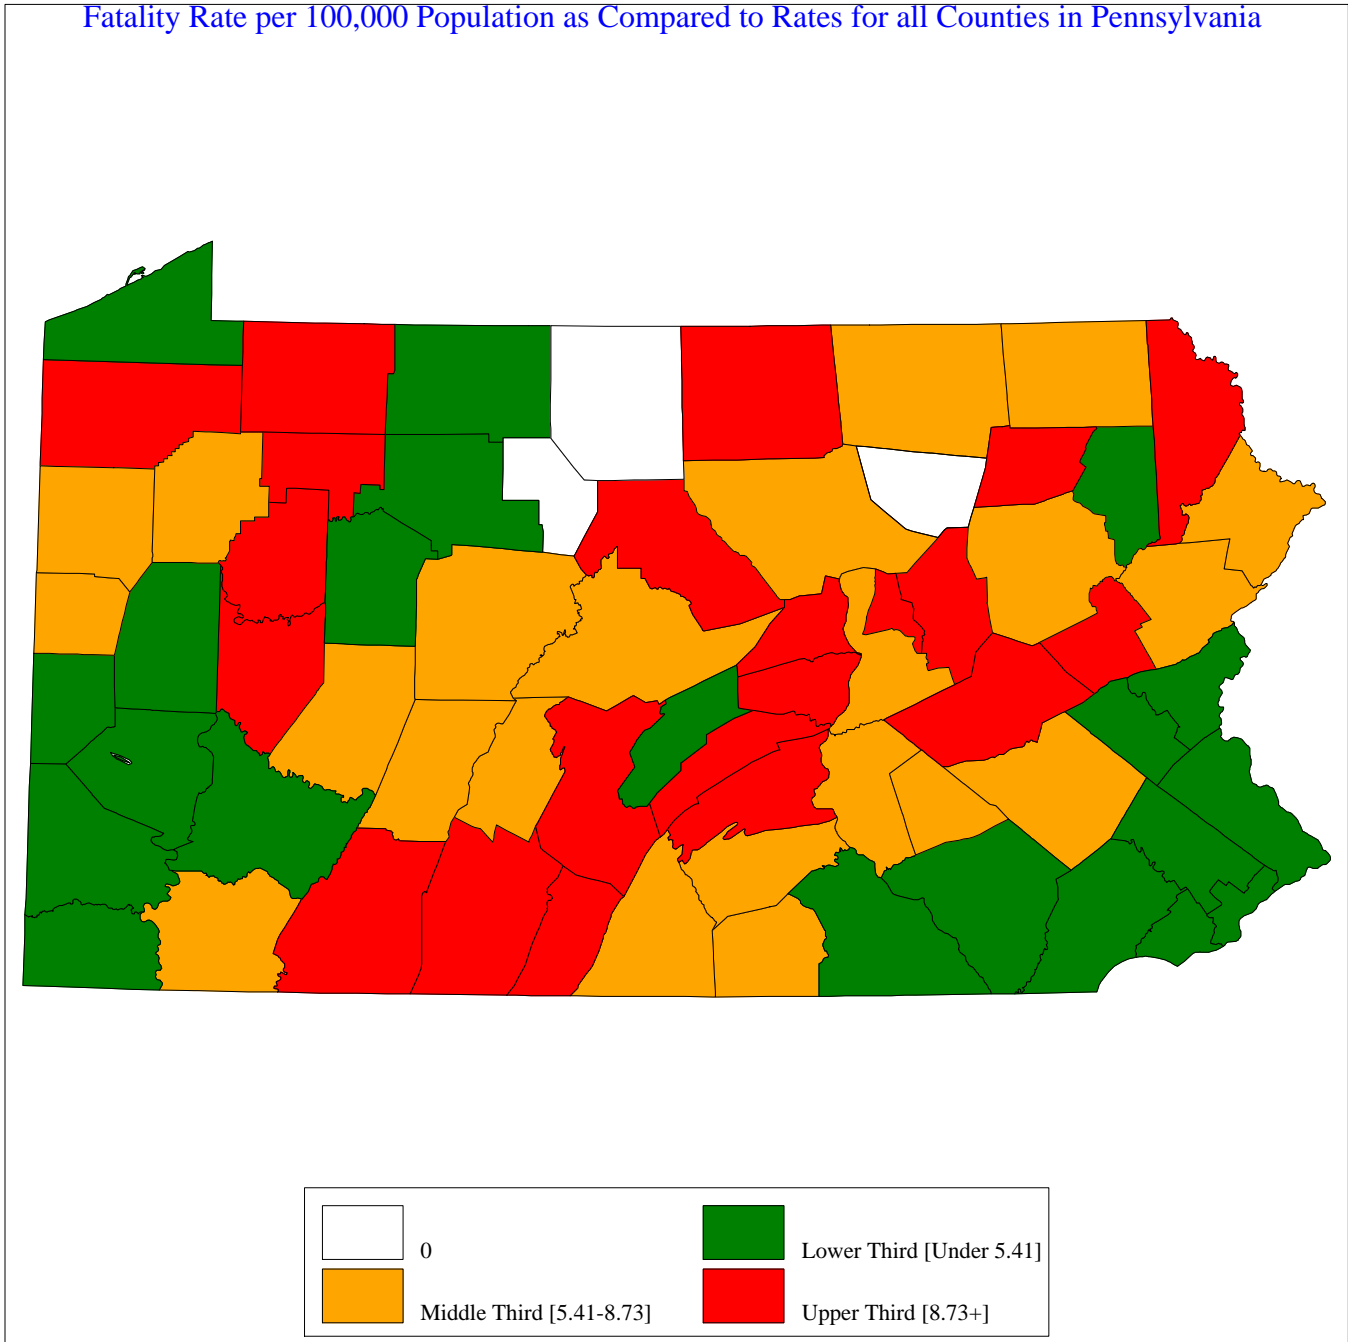 Fatality Rate per 100,000 Population as Compared to Rates for all Counties in Pennsylvania
0
Lower Third [Under 5.41]
Middle Third [5.41-8.73]
Upper Third [8.73+]